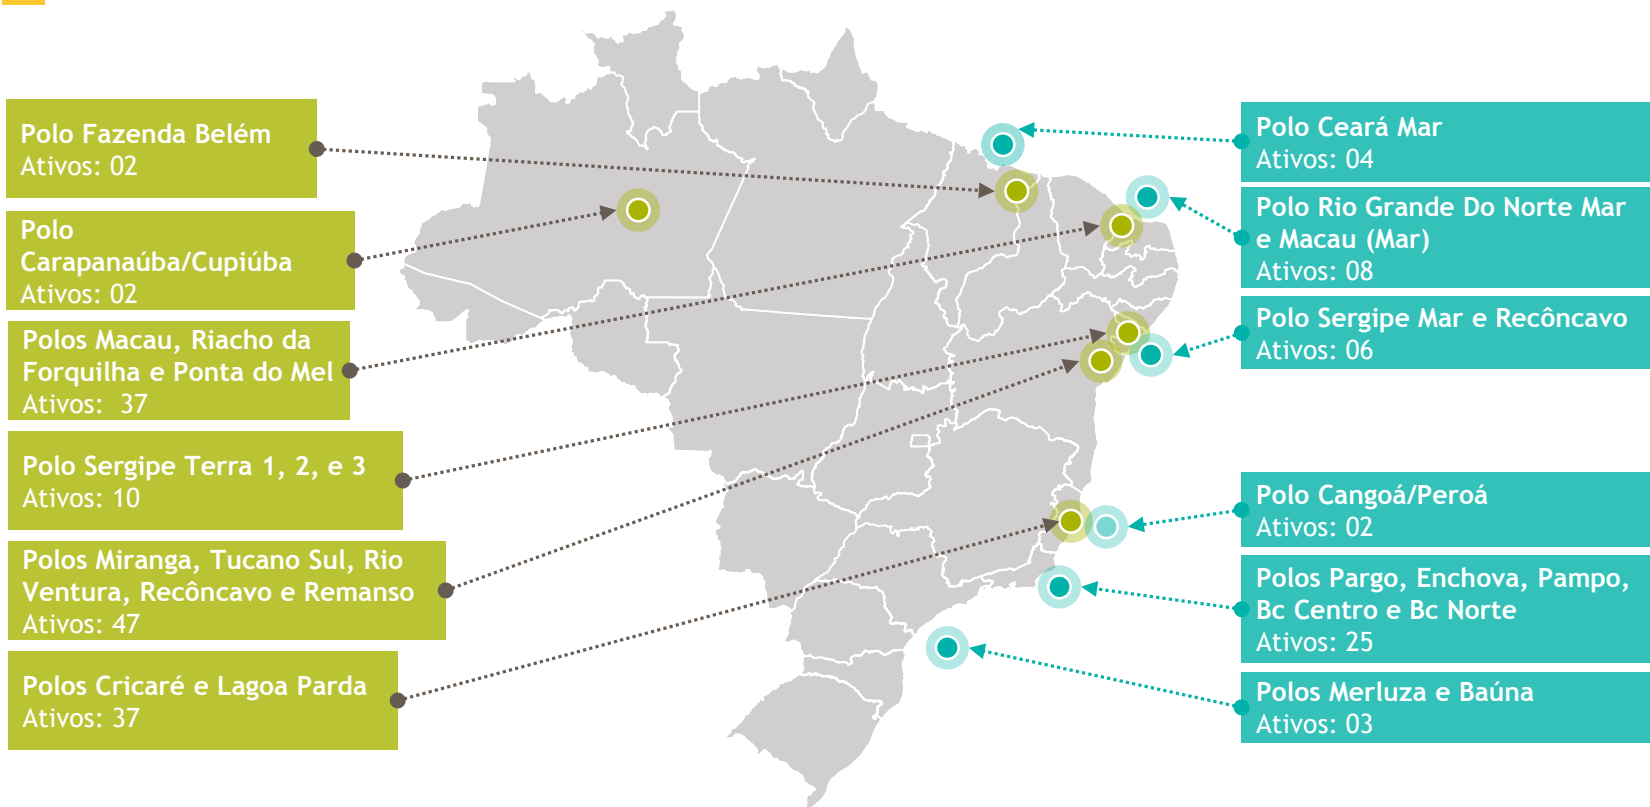 Polo Fazenda Belém
Ativos: 02
Polo
Carapanaúba/Cupiúba
Ativos: 02
Polos Macau, Riacho da
Forquilha e Ponta do Mel
Ativos:  37
Polo Sergipe Terra 1, 2, e 3
Ativos: 10
Polos Miranga, Tucano Sul, Rio
Ventura, Recôncavo e Remanso
Ativos: 47
Polos Cricaré e Lagoa Parda
Ativos: 37
Polo Ceará Mar
Ativos: 04
Polo Rio Grande Do Norte Mar
e Macau (Mar)
Ativos: 08
Polo Sergipe Mar e Recôncavo
Ativos: 06
Polo Cangoá/Peroá
Ativos: 02
Polos Pargo, Enchova, Pampo,
Bc Centro e Bc Norte
Ativos: 25
Polos Merluza e Baúna
Ativos: 03